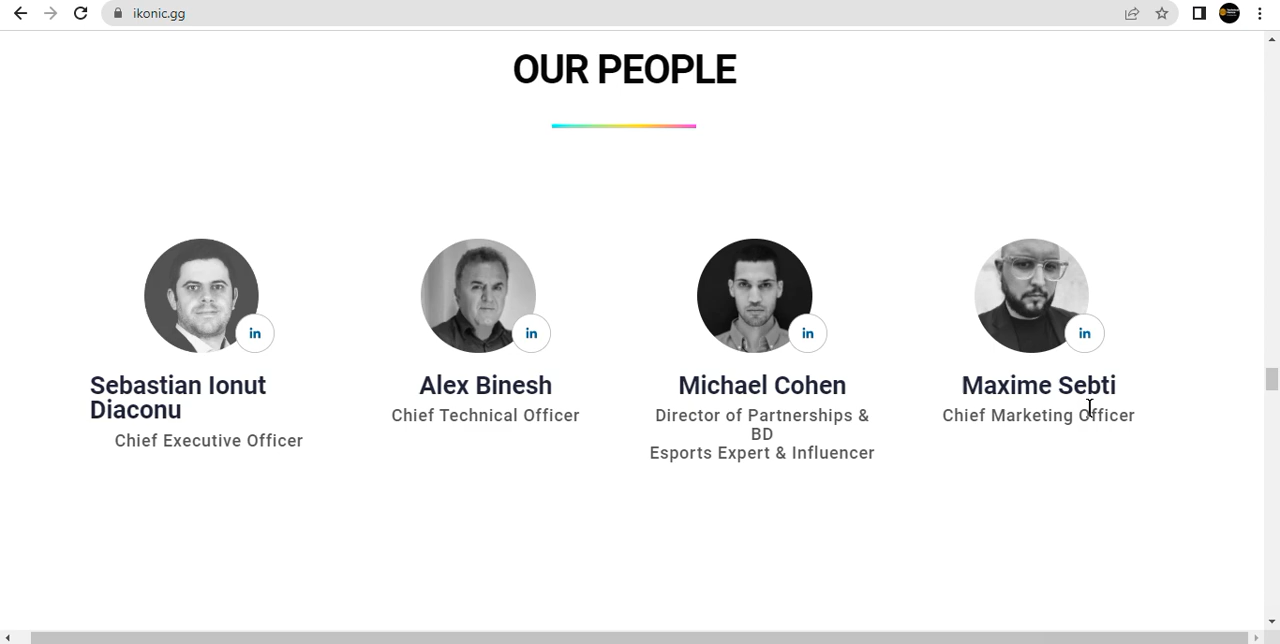 ikonic.gg
OUR PEOPLE
in
in
in
in
Sebastian Ionut
Diaconu
Chief Executive Officer
Alex Binesh
Chief Technical Officer
Michael Cohen
Director of Partnerships &
BD
Esports Expert & Influencer
Maxime Sebti
Chief Marketing Officer